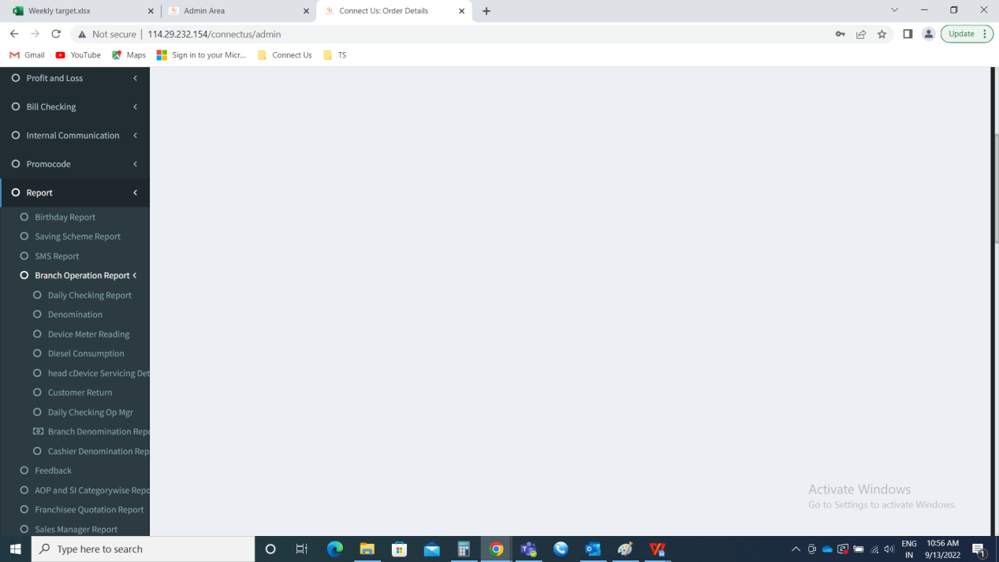 Weekly target.xlsx
Admin Area
Connect Us: Order Details
Not secure
114.29.232.154/connectus/admin
Update
Gmail
YouTube
Maps
Sign in to your Micr...
Connect Us
TS
Profit and Loss
Bill Checking
Internal Communication
Promocode
Report
Birthday Report
Saving Scheme Report
SMS Report
Branch Operation Report
Daily Checking Report
Denomination
Device Meter Reading
Diesel Consumption
head cDevice Servicing Det
Customer Return
Daily Checking Op Mgr
Branch Denomination Repo
Cashier Denomination Rep
Feedback
AOP and SI Categorywise Repo
Franchisee Quotation Report
Sales Manager Report
Activate Windows
Go to Settings to activate Windows.
Type here to search
ENG
IN
10:56 AM
9/13/2022
1